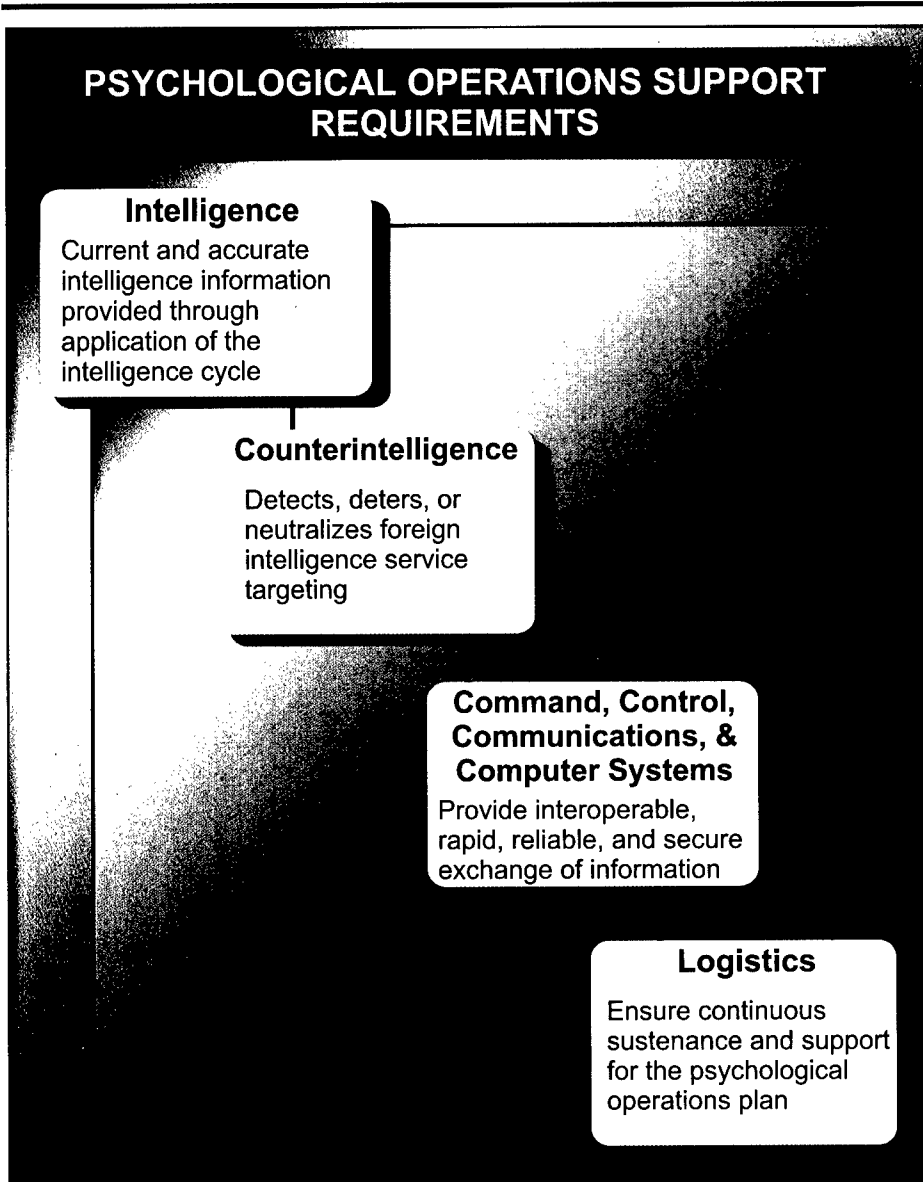 PSYCHOLOGICAL OPERATIONS SUPPORT
REQUIREMENTS
Intelligence
Current and accurate
intelligence information
provided through
application of the
intelligence cycle
Counterintelligence
Detects, deters, or
neutralizes foreign
intelligence service
targeting
Command, Control,
Communications, &
Computer Systems
Provide interoperable,
rapid, reliable, and secure
exchange of information
Logistics
Ensure continuous
sustenance and support
for the psychological
operations plan